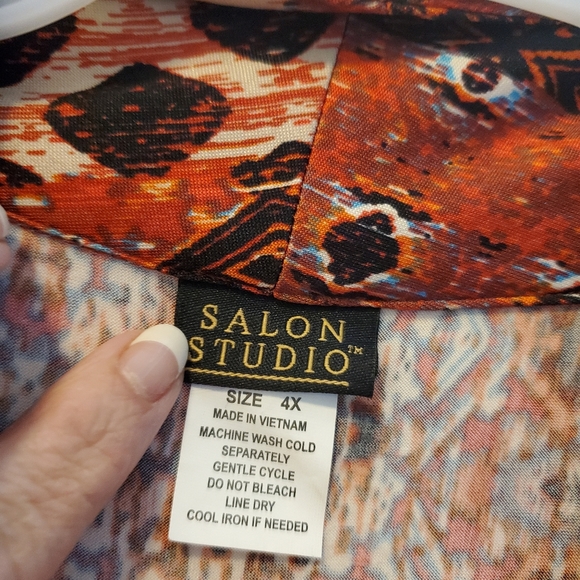 SALON
STUDIO™
SIZE 4X
MADE IN VIETNAM
MACHINE WASH COLD
SEPARATELY
GENTLE CYCLE
DO NOT BLEACH
LINE DRY
COOL IRON IF NEEDED